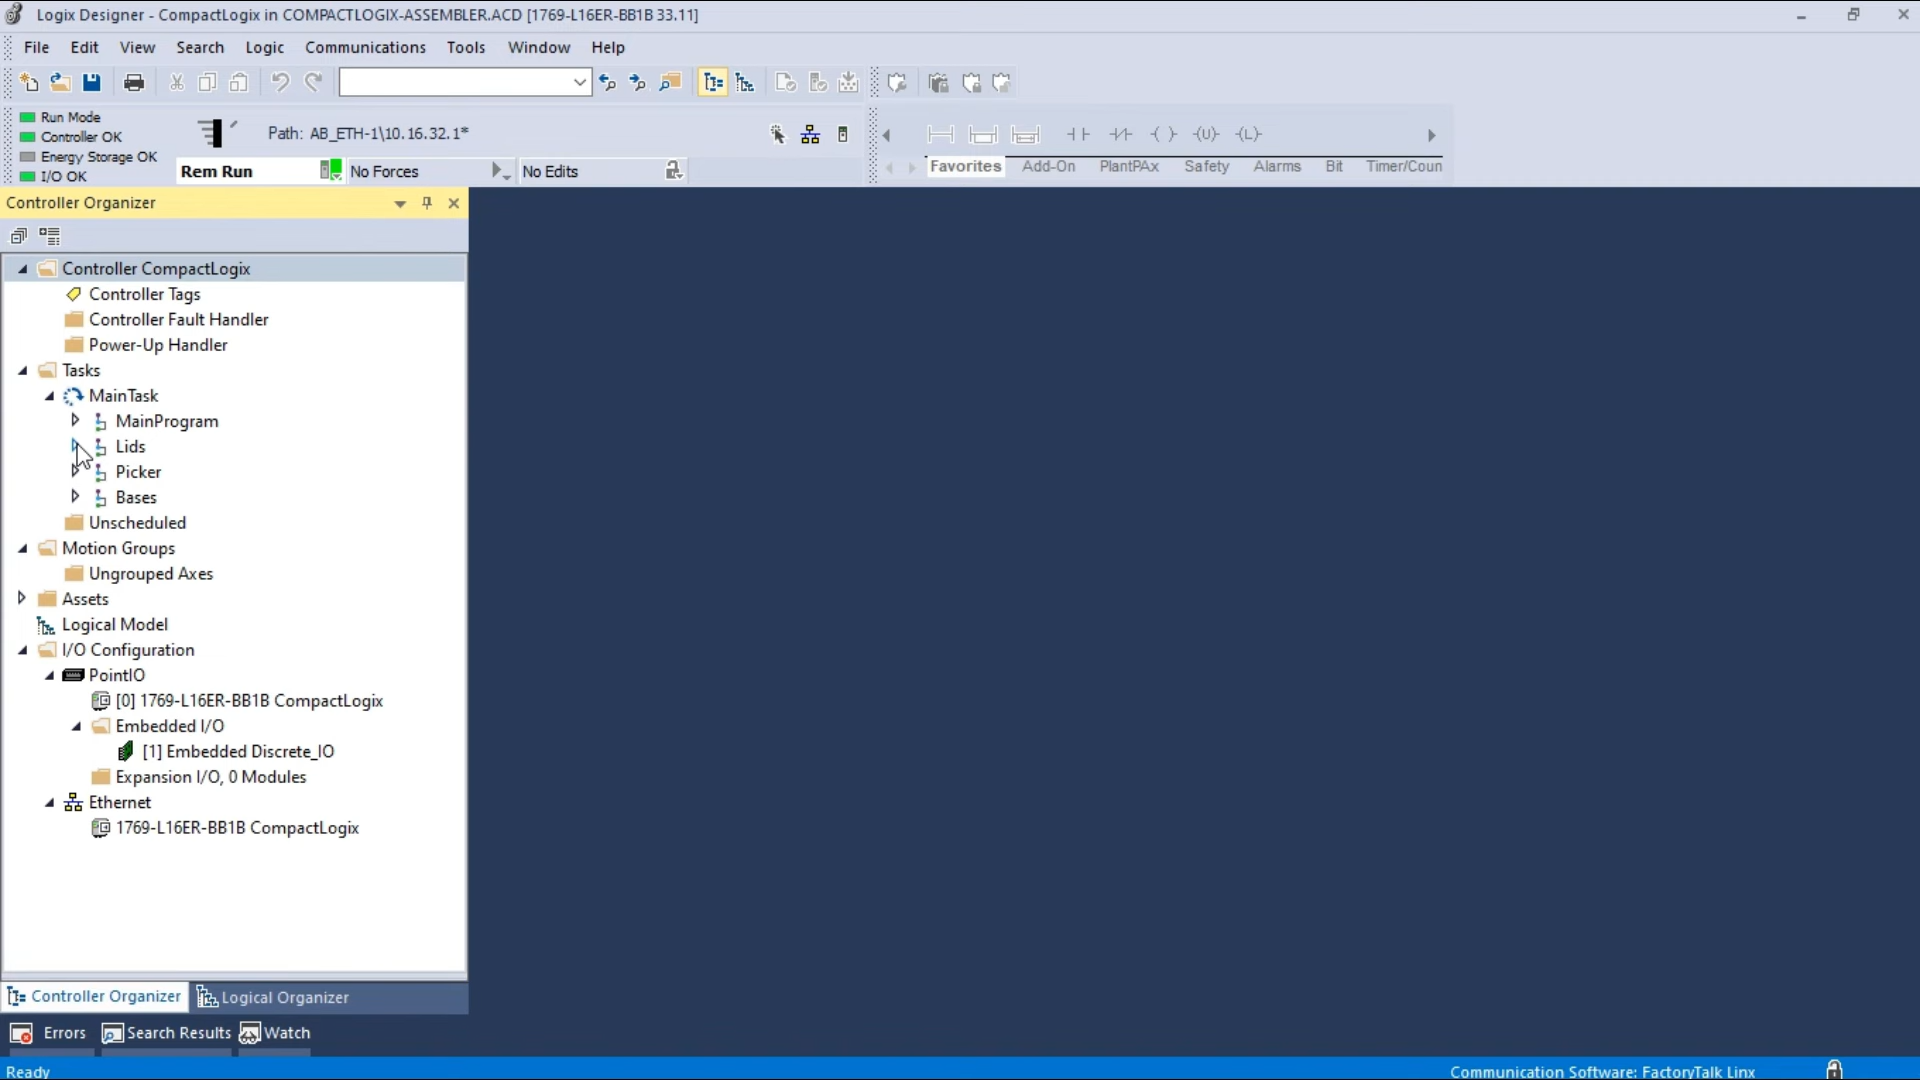 Logix Designer - CompactLogix in COMPACTLOGIX-ASSEMBLER.ACD [1769-L16ER-BB1B 33.11]
File Edit View Search Logic Communications Tools Window Help
Run Mode
Controller OK
Energy Storage OK
I/O OK
Path: AB_ETH-1\10.16.32.1*
Rem Run No Forces No Edits
Favorites Add-On PlantPAx Safety Alarms Bit Timer/Coun
Controller Organizer
Controller CompactLogix
Controller Tags
Controller Fault Handler
Power-Up Handler
Tasks
MainTask
MainProgram
Lids
Picker
Bases
Unscheduled
Motion Groups
Ungrouped Axes
Assets
Logical Model
I/O Configuration
PointIO
[0] 1769-L16ER-BB1B CompactLogix
Embedded I/O
[1] Embedded Discrete_IO
Expansion I/O, 0 Modules
Ethernet
1769-L16ER-BB1B CompactLogix
Controller Organizer Logical Organizer
Errors Search Results Watch
Ready Communication Software: FactoryTalk Linx